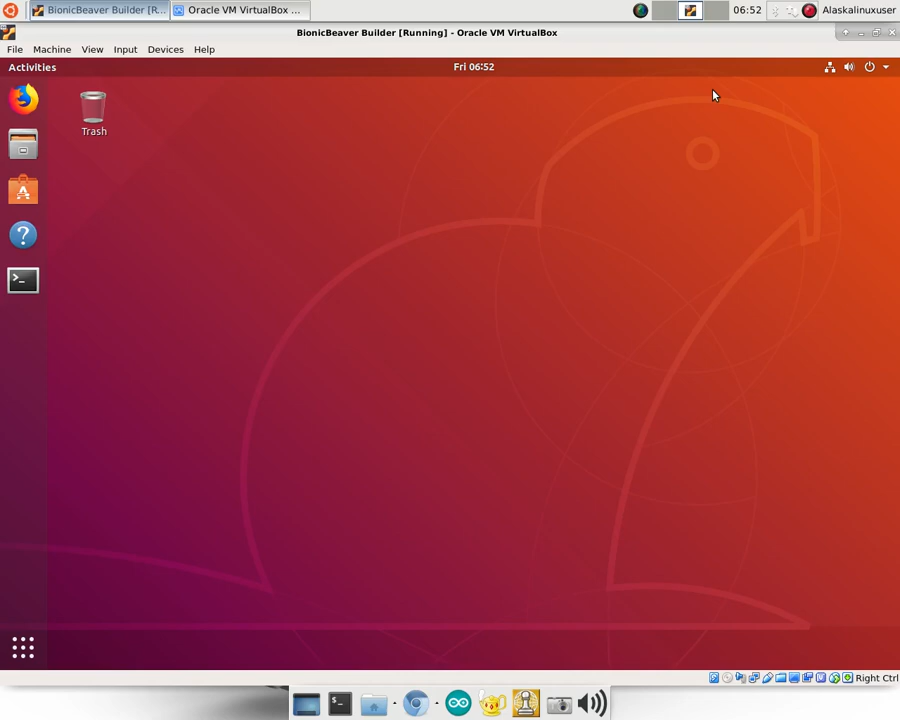 BionicBeaver Builder [R...
Oracle VM VirtualBox ...
06:52
Alaskalinuxuser
BionicBeaver Builder [Running] - Oracle VM VirtualBox
File Machine View Input Devices Help
Activities
Fri 06:52
Trash
Right Ctrl